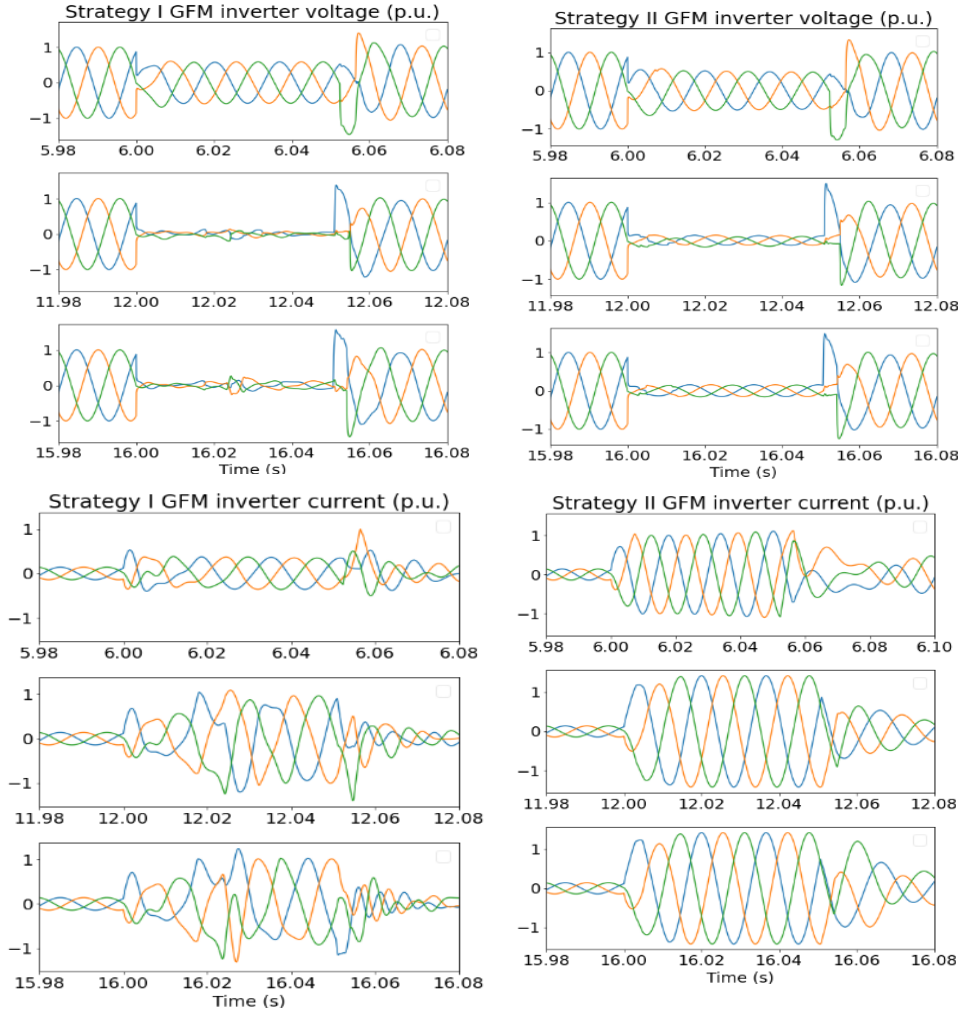 Strategy I GFM inverter voltage (p.u.)
1
0
−1
5.98 6.00 6.02 6.04 6.06 6.08
1
0
−1
11.98 12.00 12.02 12.04 12.06 12.08
1
0
−1
15.98 16.00 16.02 16.04 16.06 16.08
Time (s)
Strategy II GFM inverter voltage (p.u.)
1
0
−1
5.98 6.00 6.02 6.04 6.06 6.08
1
0
−1
11.98 12.00 12.02 12.04 12.06 12.08
1
0
−1
15.98 16.00 16.02 16.04 16.06 16.08
Time (s)
Strategy I GFM inverter current (p.u.)
1
0
−1
5.98 6.00 6.02 6.04 6.06 6.08
1
0
−1
11.98 12.00 12.02 12.04 12.06 12.08
1
0
−1
15.98 16.00 16.02 16.04 16.06 16.08
Time (s)
Strategy II GFM inverter current (p.u.)
1
0
−1
5.98 6.00 6.02 6.04 6.06 6.08 6.10
1
0
−1
11.98 12.00 12.02 12.04 12.06 12.08
1
0
−1
15.98 16.00 16.02 16.04 16.06 16.08
Time (s)